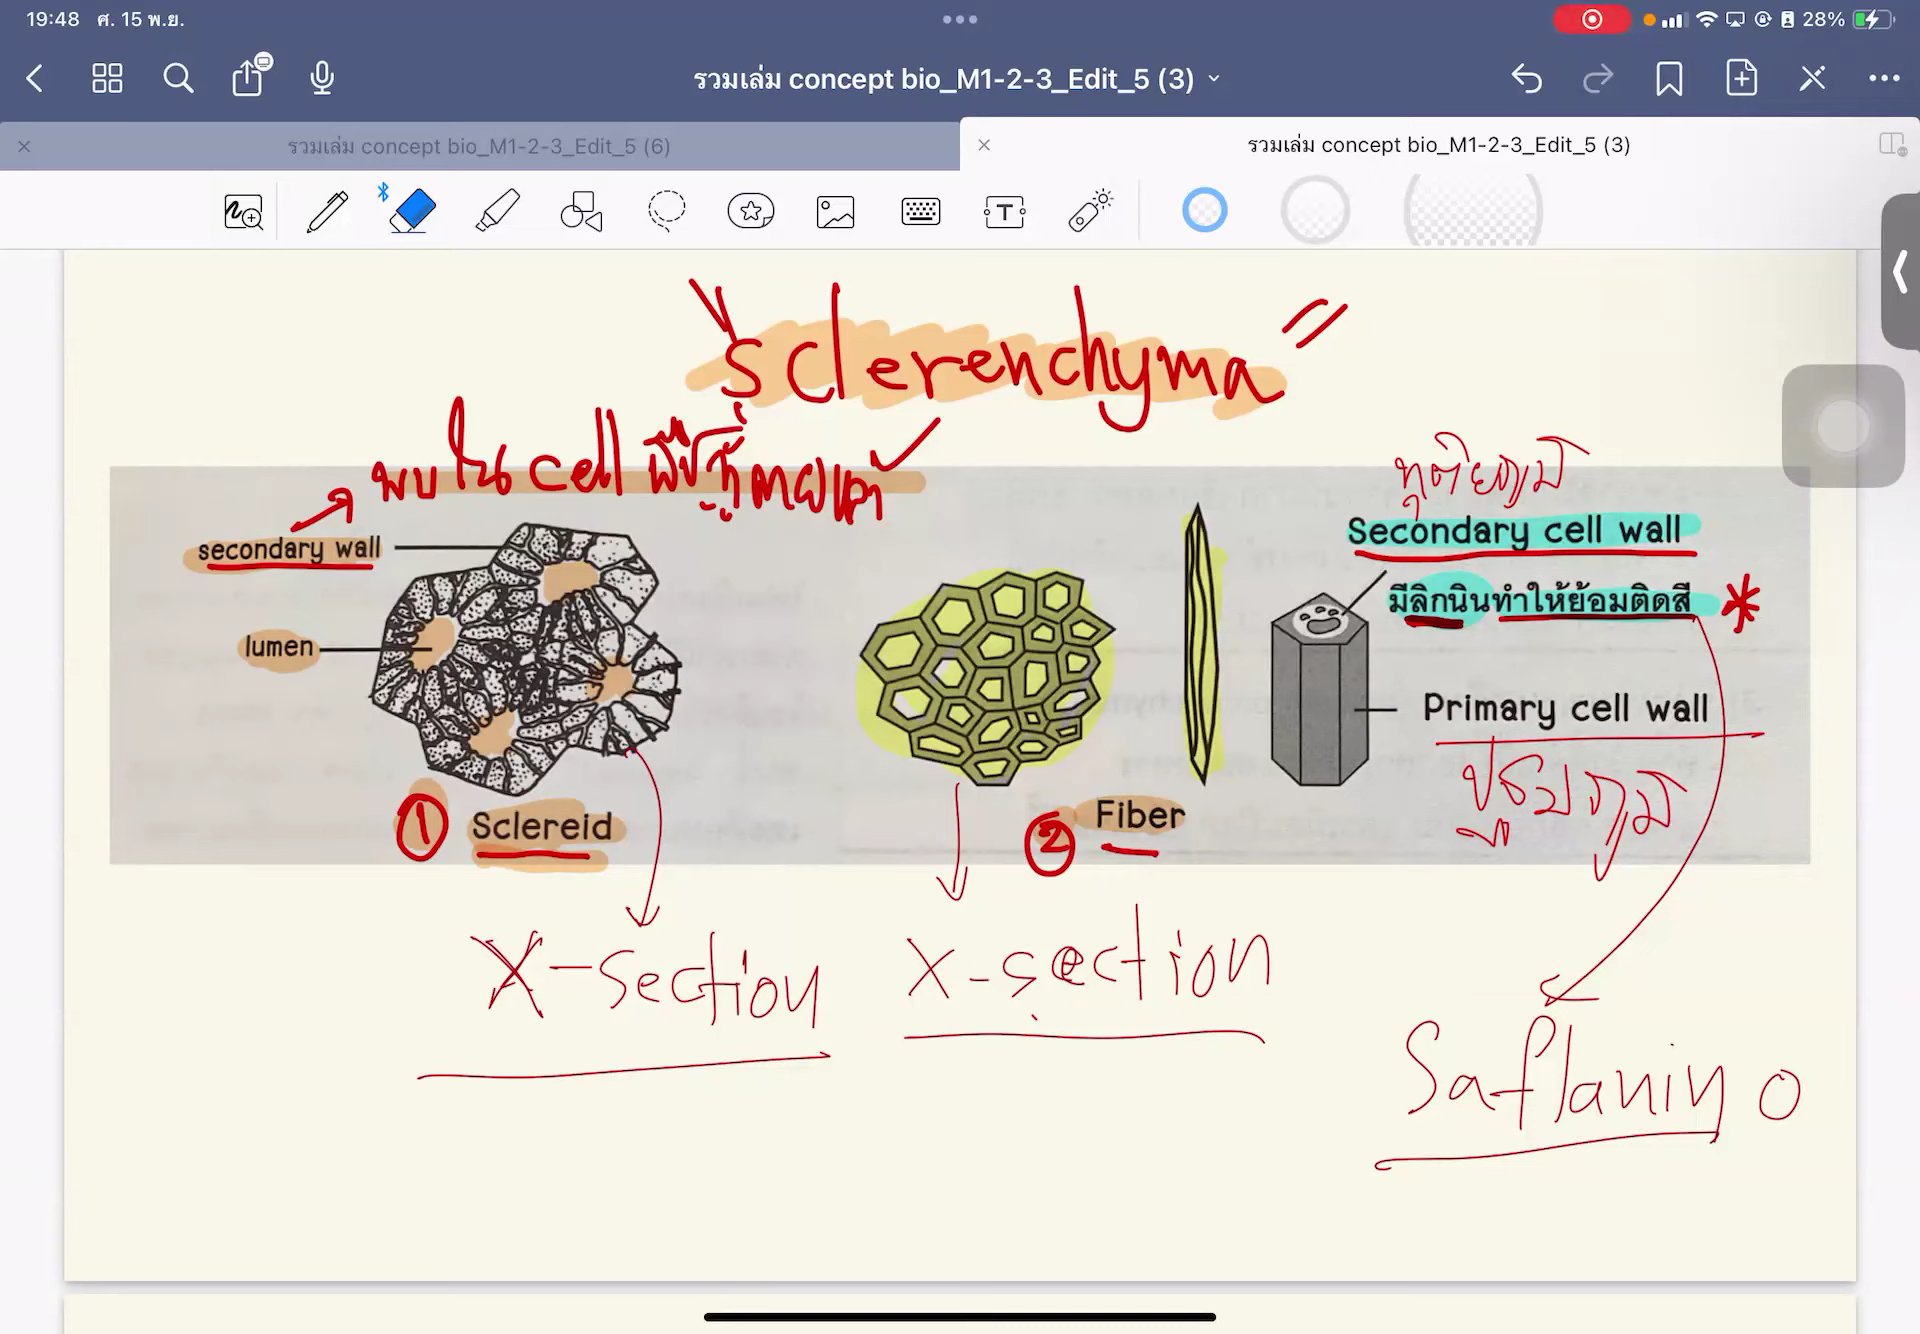 19:48 ศ. 15 พ.ย.
28%
รวมเล่ม concept bio_M1-2-3_Edit_5 (3)
รวมเล่ม concept bio_M1-2-3_Edit_5 (6)
รวมเล่ม concept bio_M1-2-3_Edit_5 (3)
sclerenchyma
พบใน cell พืชที่ตายแล้ว
ทุติยภูมิ
secondary wall
Secondary cell wall
มีลิกนินทำให้ย้อมติดสี
lumen
Primary cell wall
ปฐมภูมิ
1 Sclereid
2 Fiber
X-section
X-section
Saflanin O